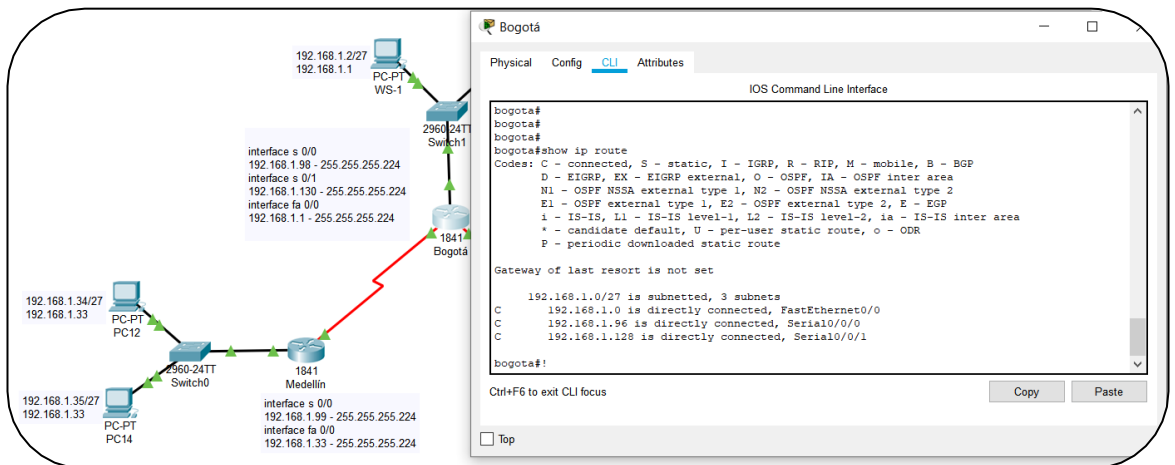 192.168.1.2/27
192.168.1.1
PC-PT
WS-1
2960-24TT
Switch1
interface s 0/0
192.168.1.98 - 255.255.255.224
interface s 0/1
192.168.1.130 - 255.255.255.224
interface fa 0/0
192.168.1.1 - 255.255.255.224
1841
Bogotá
192.168.1.34/27
192.168.1.33
PC-PT
PC12
2960-24TT
Switch0
1841
Medellín
192.168.1.35/27
192.168.1.33
PC-PT
PC14
interface s 0/0
192.168.1.99 - 255.255.255.224
interface fa 0/0
192.168.1.33 - 255.255.255.224
Bogotá
Physical Config CLI Attributes
IOS Command Line Interface
bogota#
bogota#
bogota#
bogota#show ip route
Codes: C - connected, S - static, I - IGRP, R - RIP, M - mobile, B - BGP
D - EIGRP, EX - EIGRP external, O - OSPF, IA - OSPF inter area
N1 - OSPF NSSA external type 1, N2 - OSPF NSSA external type 2
E1 - OSPF external type 1, E2 - OSPF external type 2, E - EGP
i - IS-IS, L1 - IS-IS level-1, L2 - IS-IS level-2, ia - IS-IS inter area
* - candidate default, U - per-user static route, o - ODR
P - periodic downloaded static route
Gateway of last resort is not set
192.168.1.0/27 is subnetted, 3 subnets
C 192.168.1.0 is directly connected, FastEthernet0/0
C 192.168.1.96 is directly connected, Serial0/0/0
C 192.168.1.128 is directly connected, Serial0/0/1
bogota#!
Ctrl+F6 to exit CLI focus
Copy Paste
Top